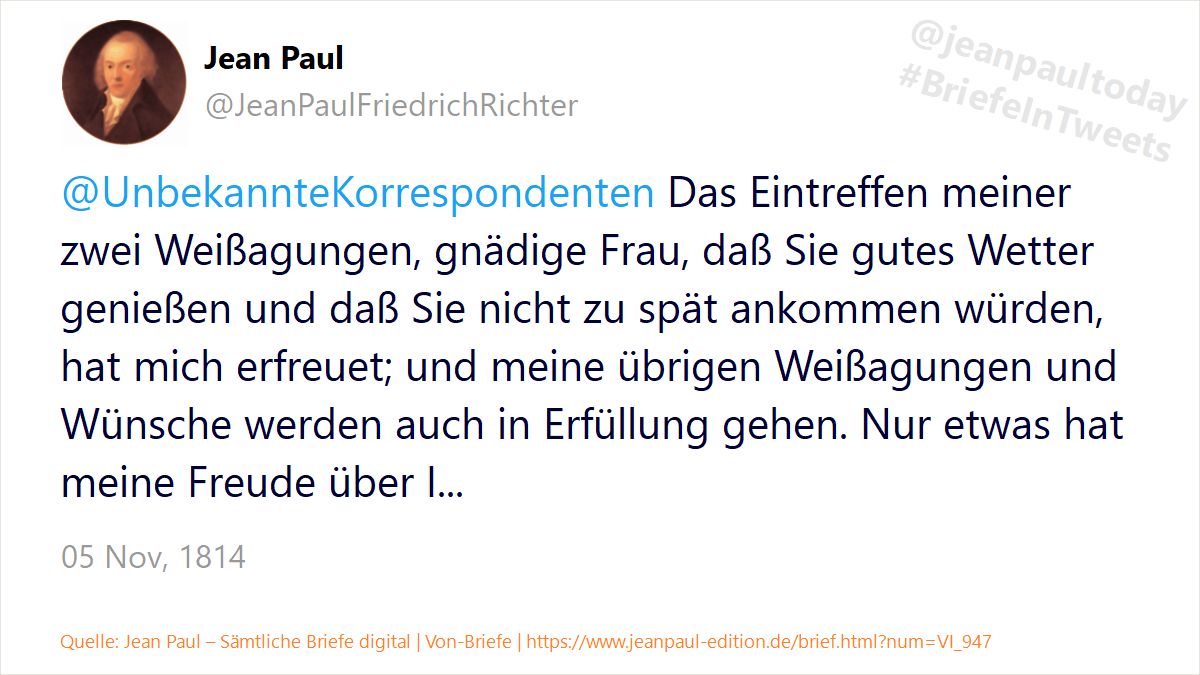 Jean Paul
@JeanPaulFriedrichRichter
@jeanpaultoday
#BriefeInTweets
@UnbekannteKorrespondenten Das Eintreffen meiner
zwei Weißagungen, gnädige Frau, daß Sie gutes Wetter
genießen und daß Sie nicht zu spät ankommen würden,
hat mich erfreuet; und meine übrigen Weißagungen und
Wünsche werden auch in Erfüllung gehen. Nur etwas hat
meine Freude über I...
05 Nov, 1814
Quelle: Jean Paul – Sämtliche Briefe digital | Von-Briefe | https://www.jeanpaul-edition.de/brief.html?num=VI_947